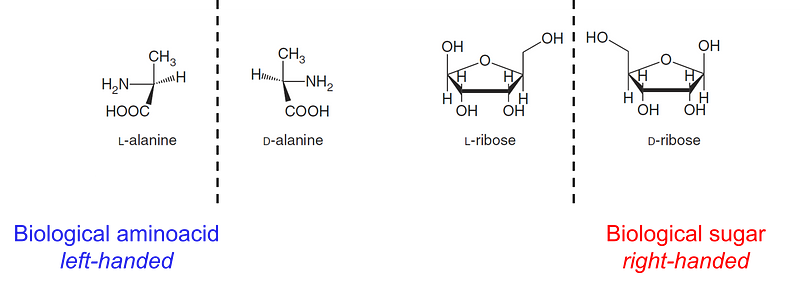 CH3
H2N
H
HOOC
L-alanine
CH3
H
NH2
COOH
D-alanine
OH
O
OH
H
H
H
H
OH
OH
L-ribose
HO
O
OH
H
H
H
H
OH
OH
D-ribose
Biological aminoacid
left-handed
Biological sugar
right-handed